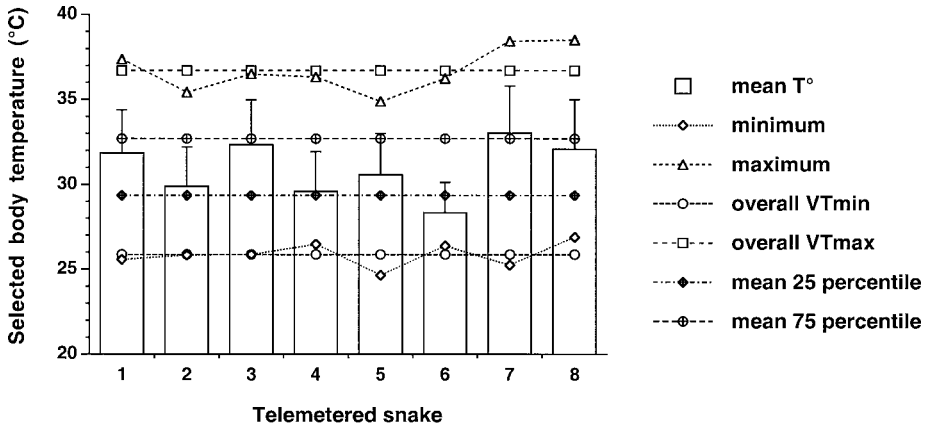 Selected body temperature (°C)
40
35
30
25
20
1 2 3 4 5 6 7 8
Telemetered snake
mean T°
minimum
maximum
overall VTmin
overall VTmax
mean 25 percentile
mean 75 percentile